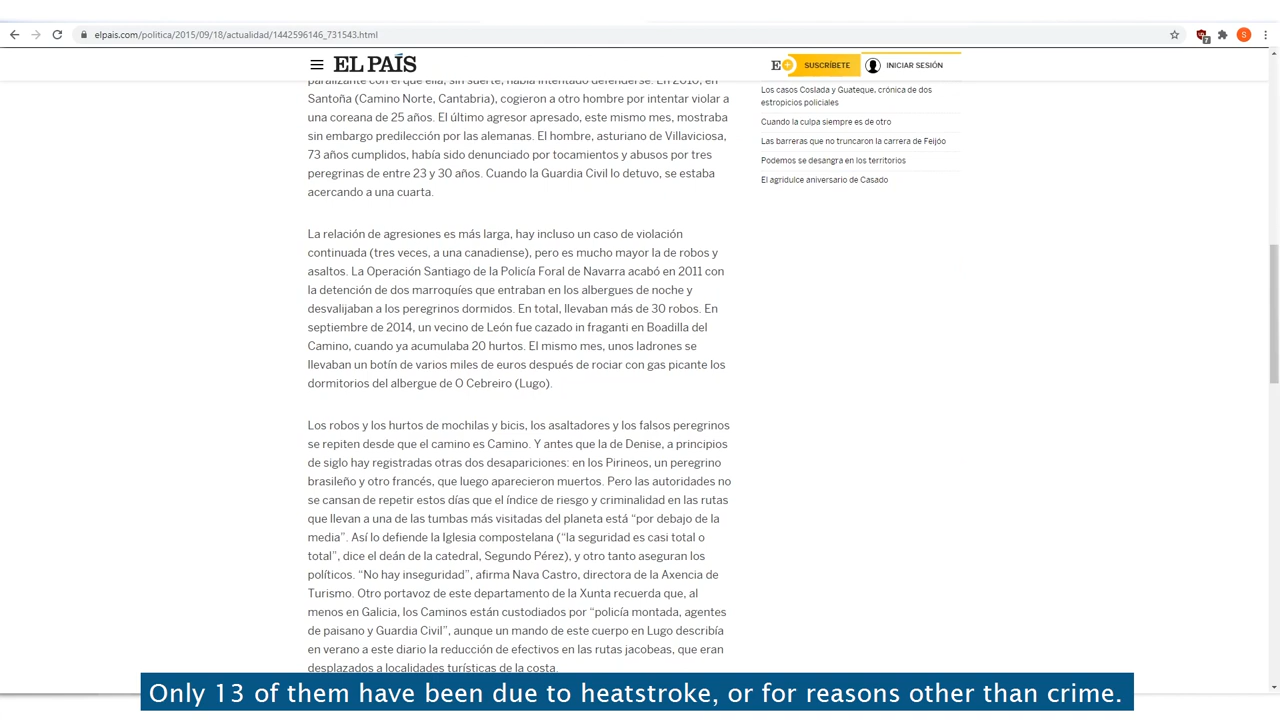 elpais.com/politica/2015/09/18/actualidad/1442596146_731543.html
7
S
EL PAÍS
E+
SUSCRÍBETE
INICIAR SESIÓN
paralizante con el que ella, sin suerte, había intentado defenderse. En 2010, en
Santoña (Camino Norte, Cantabria), cogieron a otro hombre por intentar violar a
una coreana de 25 años. El último agresor apresado, este mismo mes, mostraba
sin embargo predilección por las alemanas. El hombre, asturiano de Villaviciosa,
73 años cumplidos, había sido denunciado por tocamientos y abusos por tres
peregrinas de entre 23 y 30 años. Cuando la Guardia Civil lo detuvo, se estaba
acercando a una cuarta.
La relación de agresiones es más larga, hay incluso un caso de violación
continuada (tres veces, a una canadiense), pero es mucho mayor la de robos y
asaltos. La Operación Santiago de la Policía Foral de Navarra acabó en 2011 con
la detención de dos marroquíes que entraban en los albergues de noche y
desvalijaban a los peregrinos dormidos. En total, llevaban más de 30 robos. En
septiembre de 2014, un vecino de León fue cazado in fraganti en Boadilla del
Camino, cuando ya acumulaba 20 hurtos. El mismo mes, unos ladrones se
llevaban un botín de varios miles de euros después de rociar con gas picante los
dormitorios del albergue de O Cebreiro (Lugo).
Los robos y los hurtos de mochilas y bicis, los asaltadores y los falsos peregrinos
se repiten desde que el camino es Camino. Y antes que la de Denise, a principios
de siglo hay registradas otras dos desapariciones: en los Pirineos, un peregrino
brasileño y otro francés, que luego aparecieron muertos. Pero las autoridades no
se cansan de repetir estos días que el índice de riesgo y criminalidad en las rutas
que llevan a una de las tumbas más visitadas del planeta está “por debajo de la
media”. Así lo defiende la Iglesia compostelana (“la seguridad es casi total o
total”, dice el deán de la catedral, Segundo Pérez), y otro tanto aseguran los
políticos. “No hay inseguridad”, afirma Nava Castro, directora de la Axencia de
Turismo. Otro portavoz de este departamento de la Xunta recuerda que, al
menos en Galicia, los Caminos están custodiados por “policía montada, agentes
de paisano y Guardia Civil”, aunque un mando de este cuerpo en Lugo describía
en verano a este diario la reducción de efectivos en las rutas jacobeas, que eran
desplazados a localidades turísticas de la costa.
Los casos Coslada y Guateque, crónica de dos
estropicios policiales
Cuando la culpa siempre es de otro
Las barreras que no truncaron la carrera de Feijóo
Podemos se desangra en los territorios
El agridulce aniversario de Casado
Only 13 of them have been due to heatstroke, or for reasons other than crime.